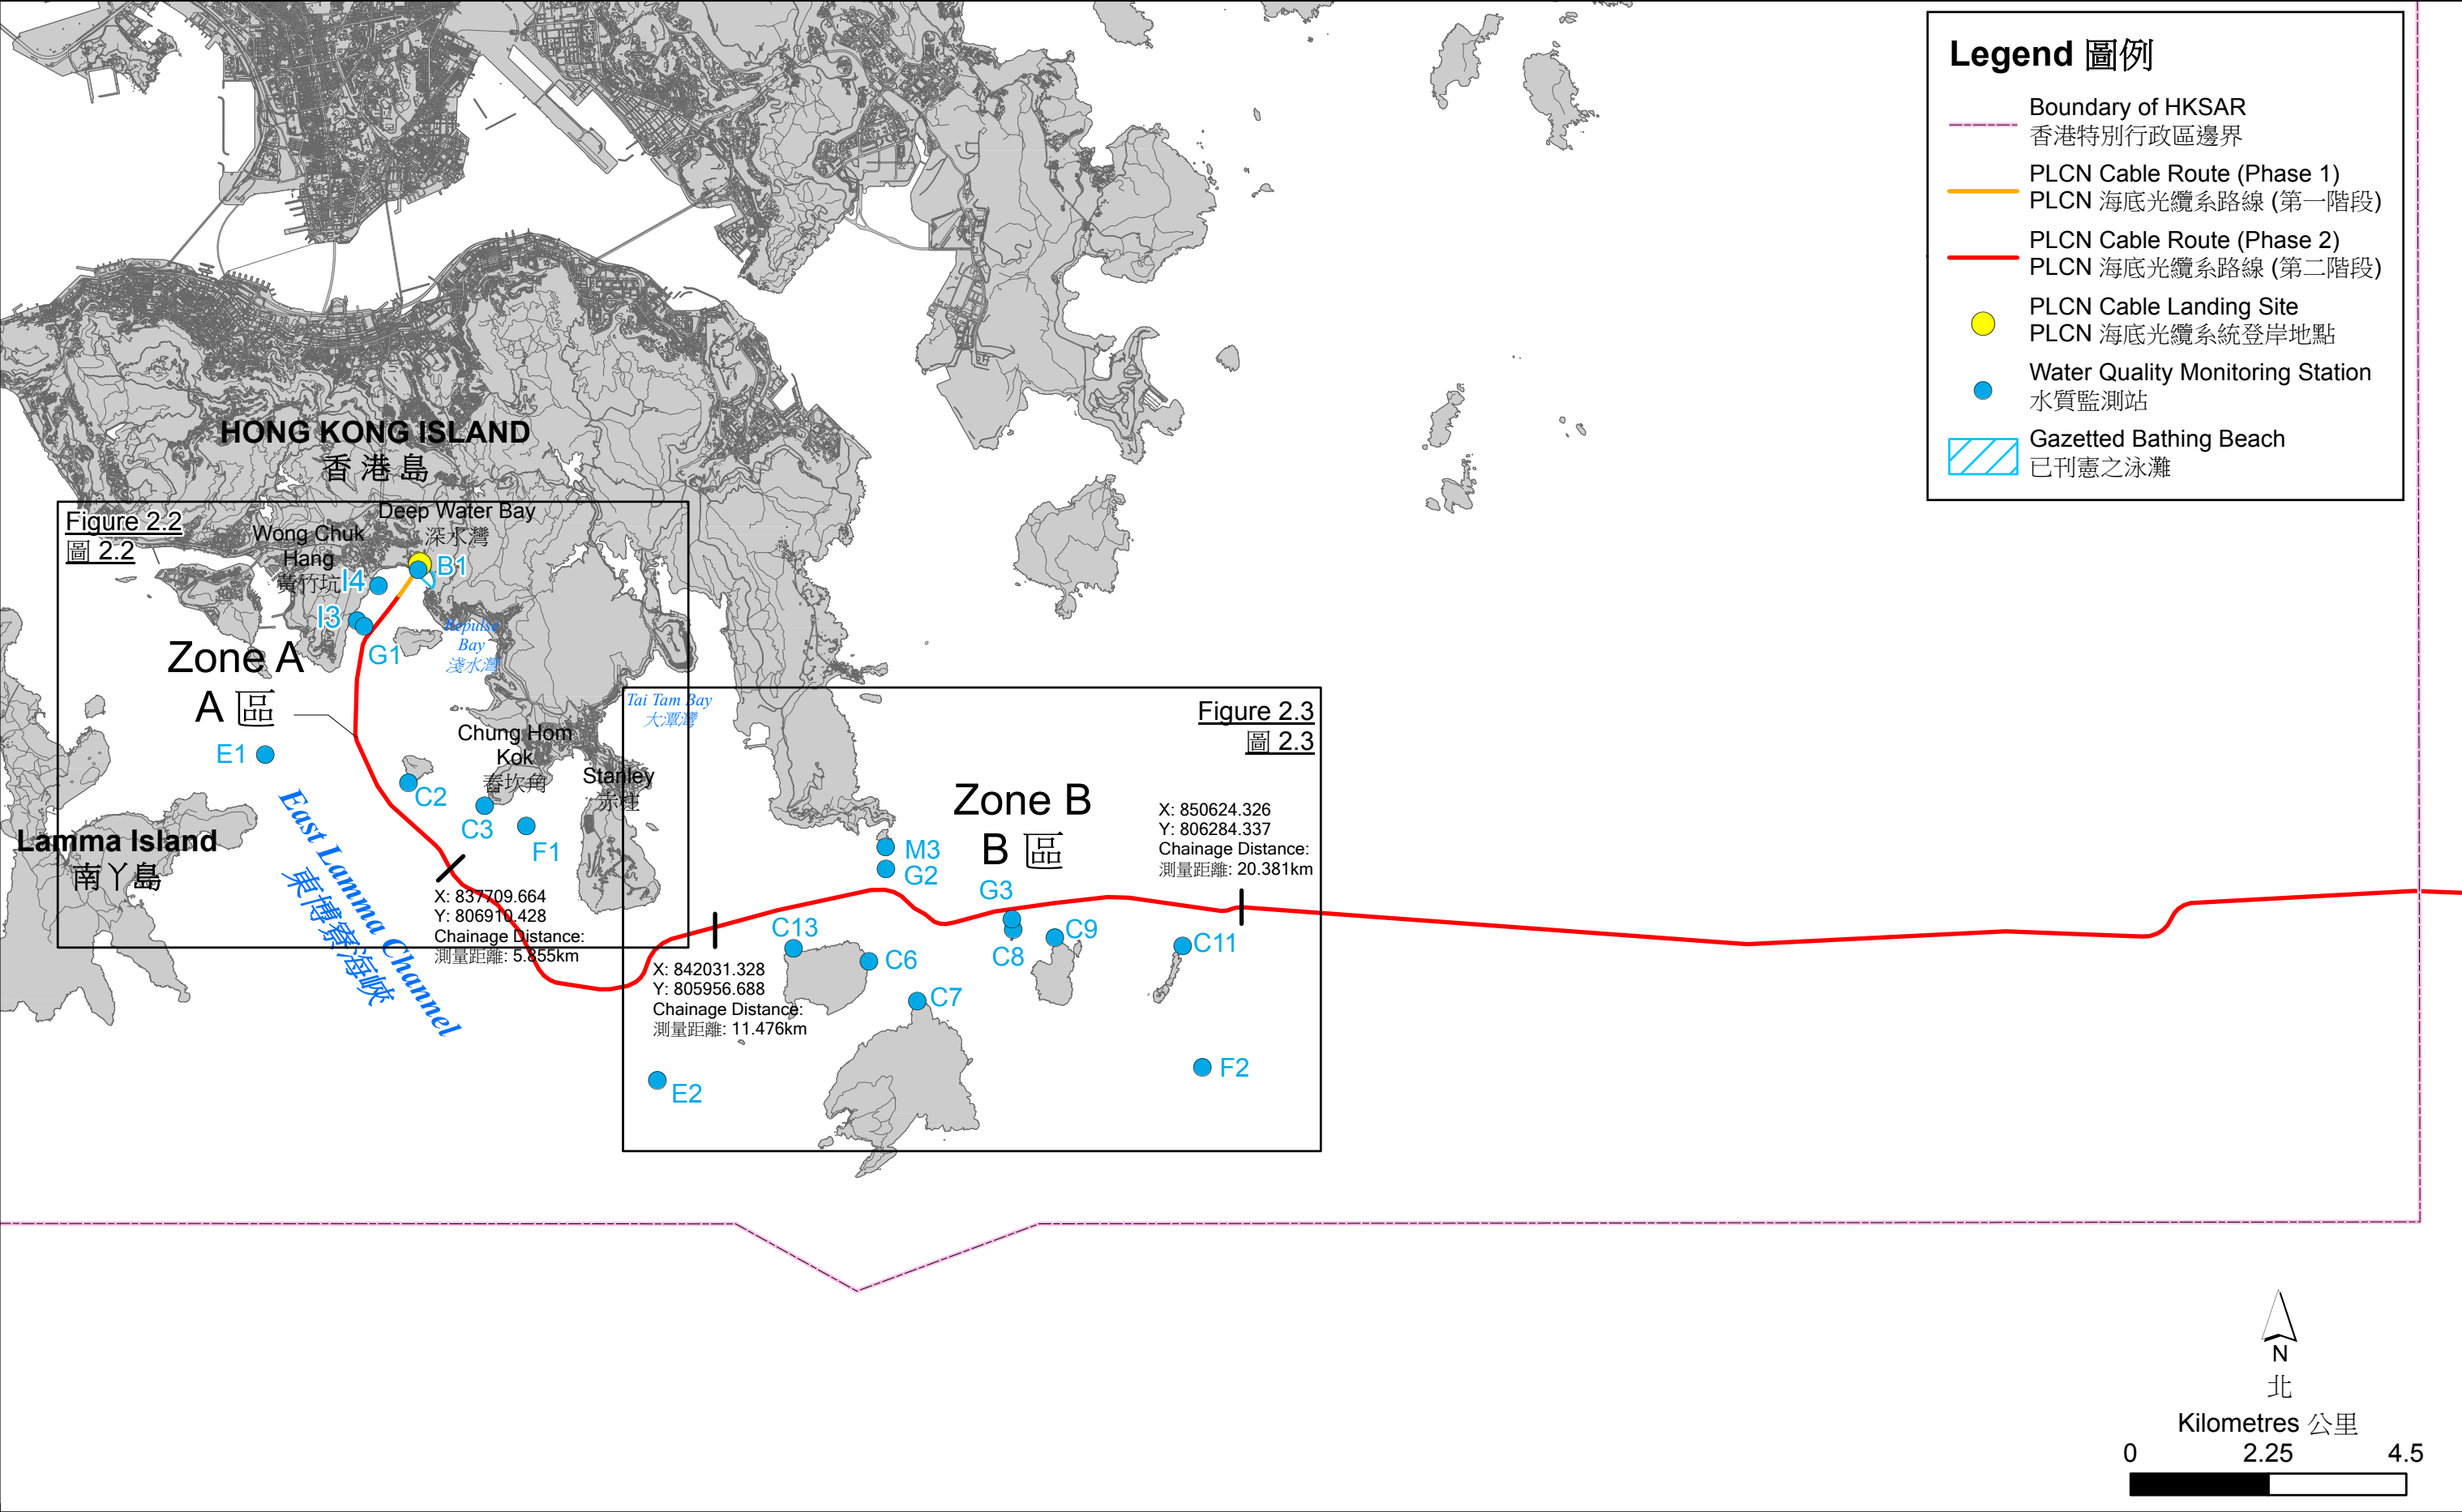 Legend 圖例
Boundary of HKSAR
香港特別行政區邊界
PLCN Cable Route (Phase 1)
PLCN 海底光纜系路線 (第一階段)
PLCN Cable Route (Phase 2)
PLCN 海底光纜系路線 (第二階段)
PLCN Cable Landing Site
PLCN 海底光纜系統登岸地點
Water Quality Monitoring Station
水質監測站
Gazetted Bathing Beach
已刊憲之泳灘
HONG KONG ISLAND
香港島
Figure 2.2
圖 2.2
Deep Water Bay
深水灣
Wong Chuk
Hang
黃竹坑
B1
I4
I3
G1
Repulse
Bay
淺水灣
Zone A
A 區
E1
Tai Tam Bay
大潭灣
Figure 2.3
圖 2.3
Chung Hom
Kok
舂坎角
Stanley
赤柱
C2
C3
F1
Lamma Island
南丫島
East Lamma Channel
東博寮海峽
X: 837709.664
Y: 806910.428
Chainage Distance:
測量距離: 5.855km
Zone B
B 區
X: 850624.326
Y: 806284.337
Chainage Distance:
測量距離: 20.381km
M3
G2
G3
C13
C6
C7
C8
C9
C11
X: 842031.328
Y: 805956.688
Chainage Distance:
測量距離: 11.476km
E2
F2
N
北
Kilometres 公里
0 2.25 4.5